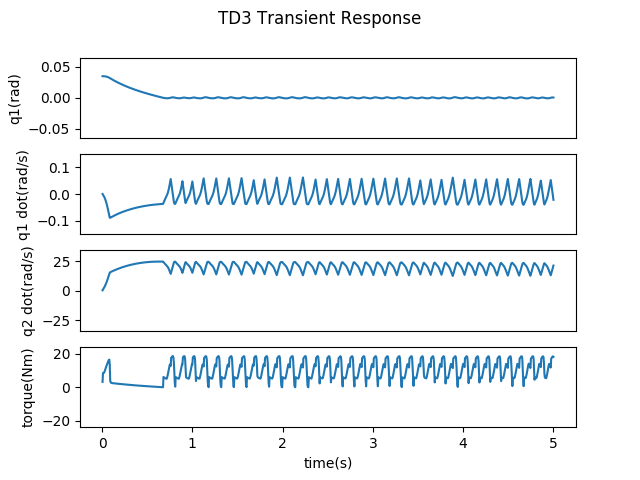 TD3 Transient Response
q1(rad)
0.05
0.00
−0.05
q1 dot(rad/s)
0.1
0.0
−0.1
q2 dot(rad/s)
25
0
−25
torque(Nm)
20
0
−20
0 1 2 3 4 5
time(s)